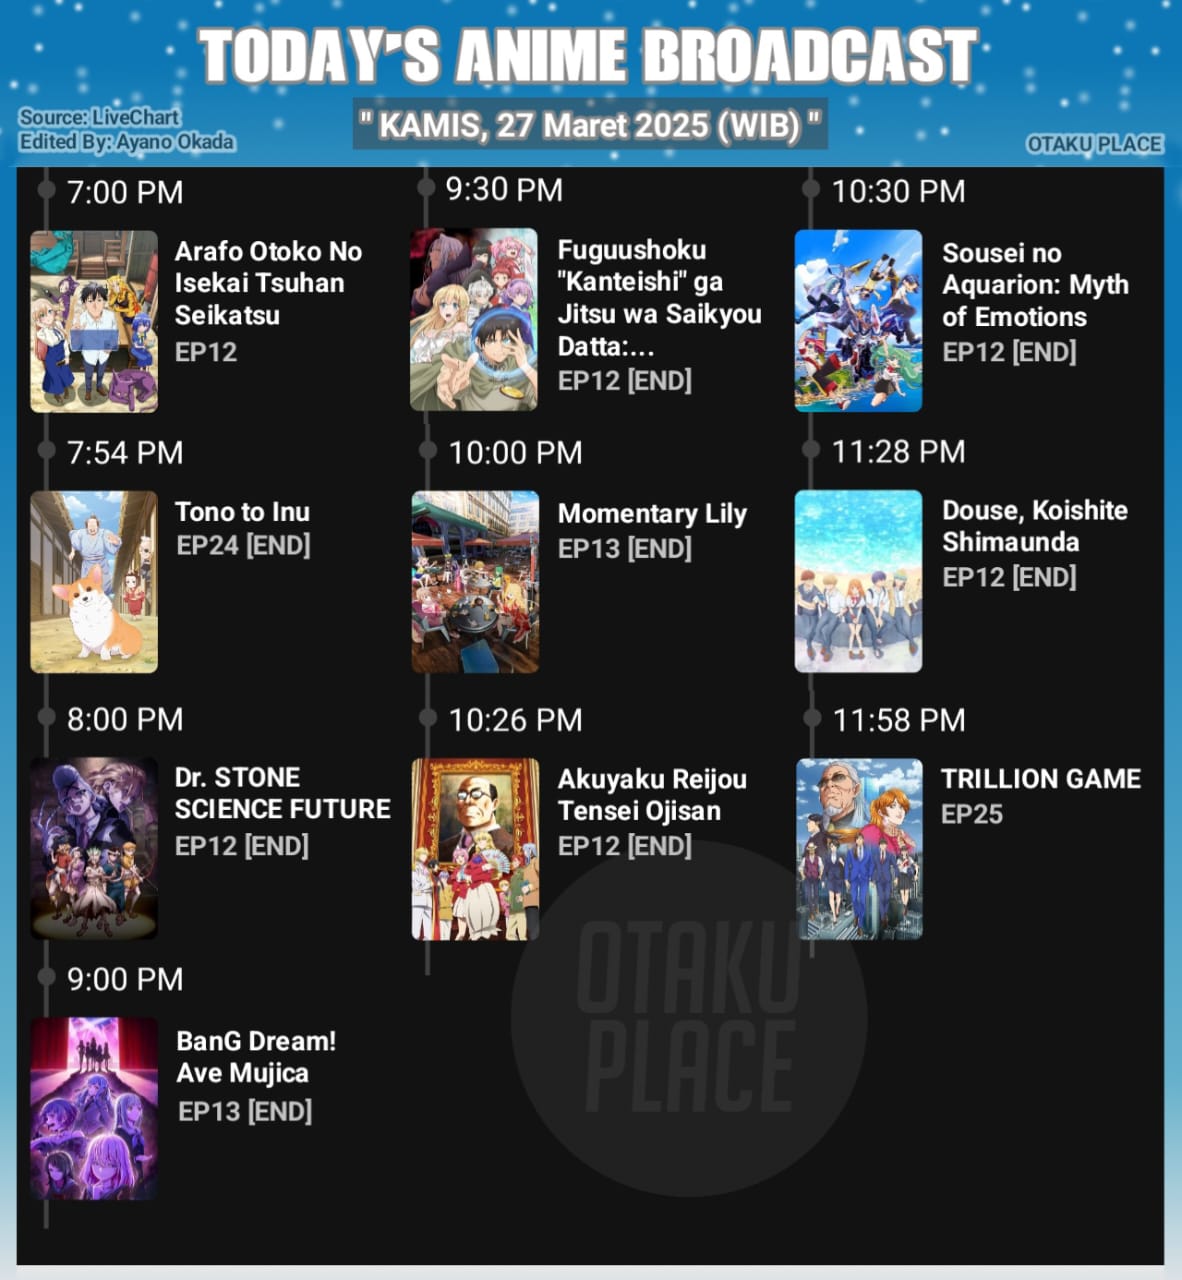 TODAY'S ANIME BROADCAST
" KAMIS, 27 Maret 2025 (WIB) "
Source: LiveChart
Edited By: Ayano Okada
OTAKU PLACE
7:00 PM
Arafo Otoko No
Isekai Tsuhan
Seikatsu
EP12
7:54 PM
Tono to Inu
EP24 [END]
8:00 PM
Dr. STONE
SCIENCE FUTURE
EP12 [END]
9:00 PM
BanG Dream!
Ave Mujica
EP13 [END]
9:30 PM
Fuguushoku
"Kanteishi" ga
Jitsu wa Saikyou
Datta:...
EP12 [END]
10:00 PM
Momentary Lily
EP13 [END]
10:26 PM
Akuyaku Reijou
Tensei Ojisan
EP12 [END]
10:30 PM
Sousei no
Aquarion: Myth
of Emotions
EP12 [END]
11:28 PM
Douse, Koishite
Shimaunda
EP12 [END]
11:58 PM
TRILLION GAME
EP25
OTAKU
PLACE